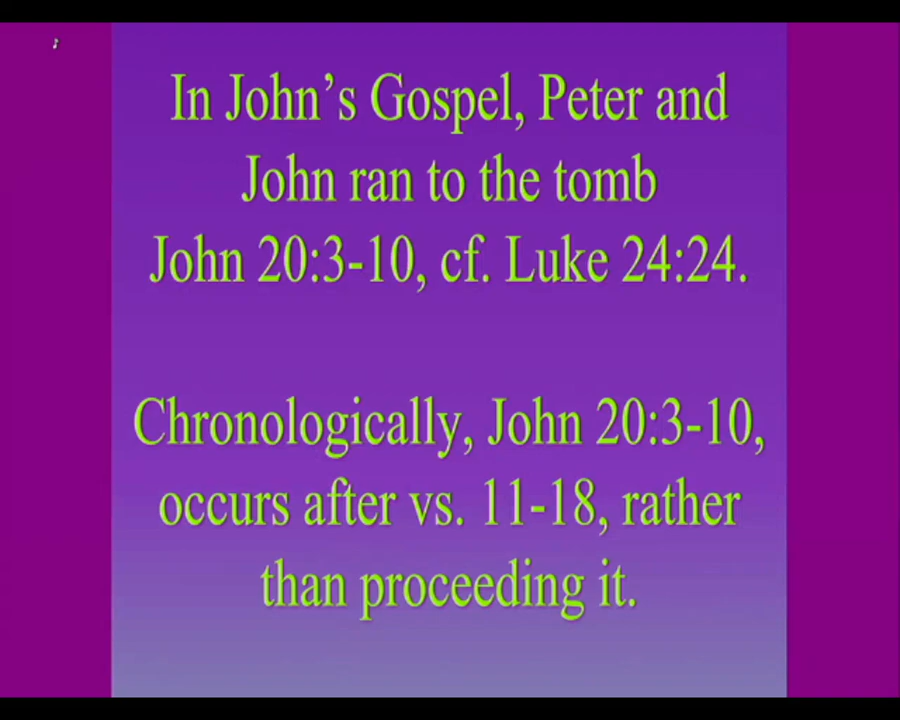 In John’s Gospel, Peter and
John ran to the tomb
John 20:3-10, cf. Luke 24:24.
Chronologically, John 20:3-10,
occurs after vs. 11-18, rather
than proceeding it.